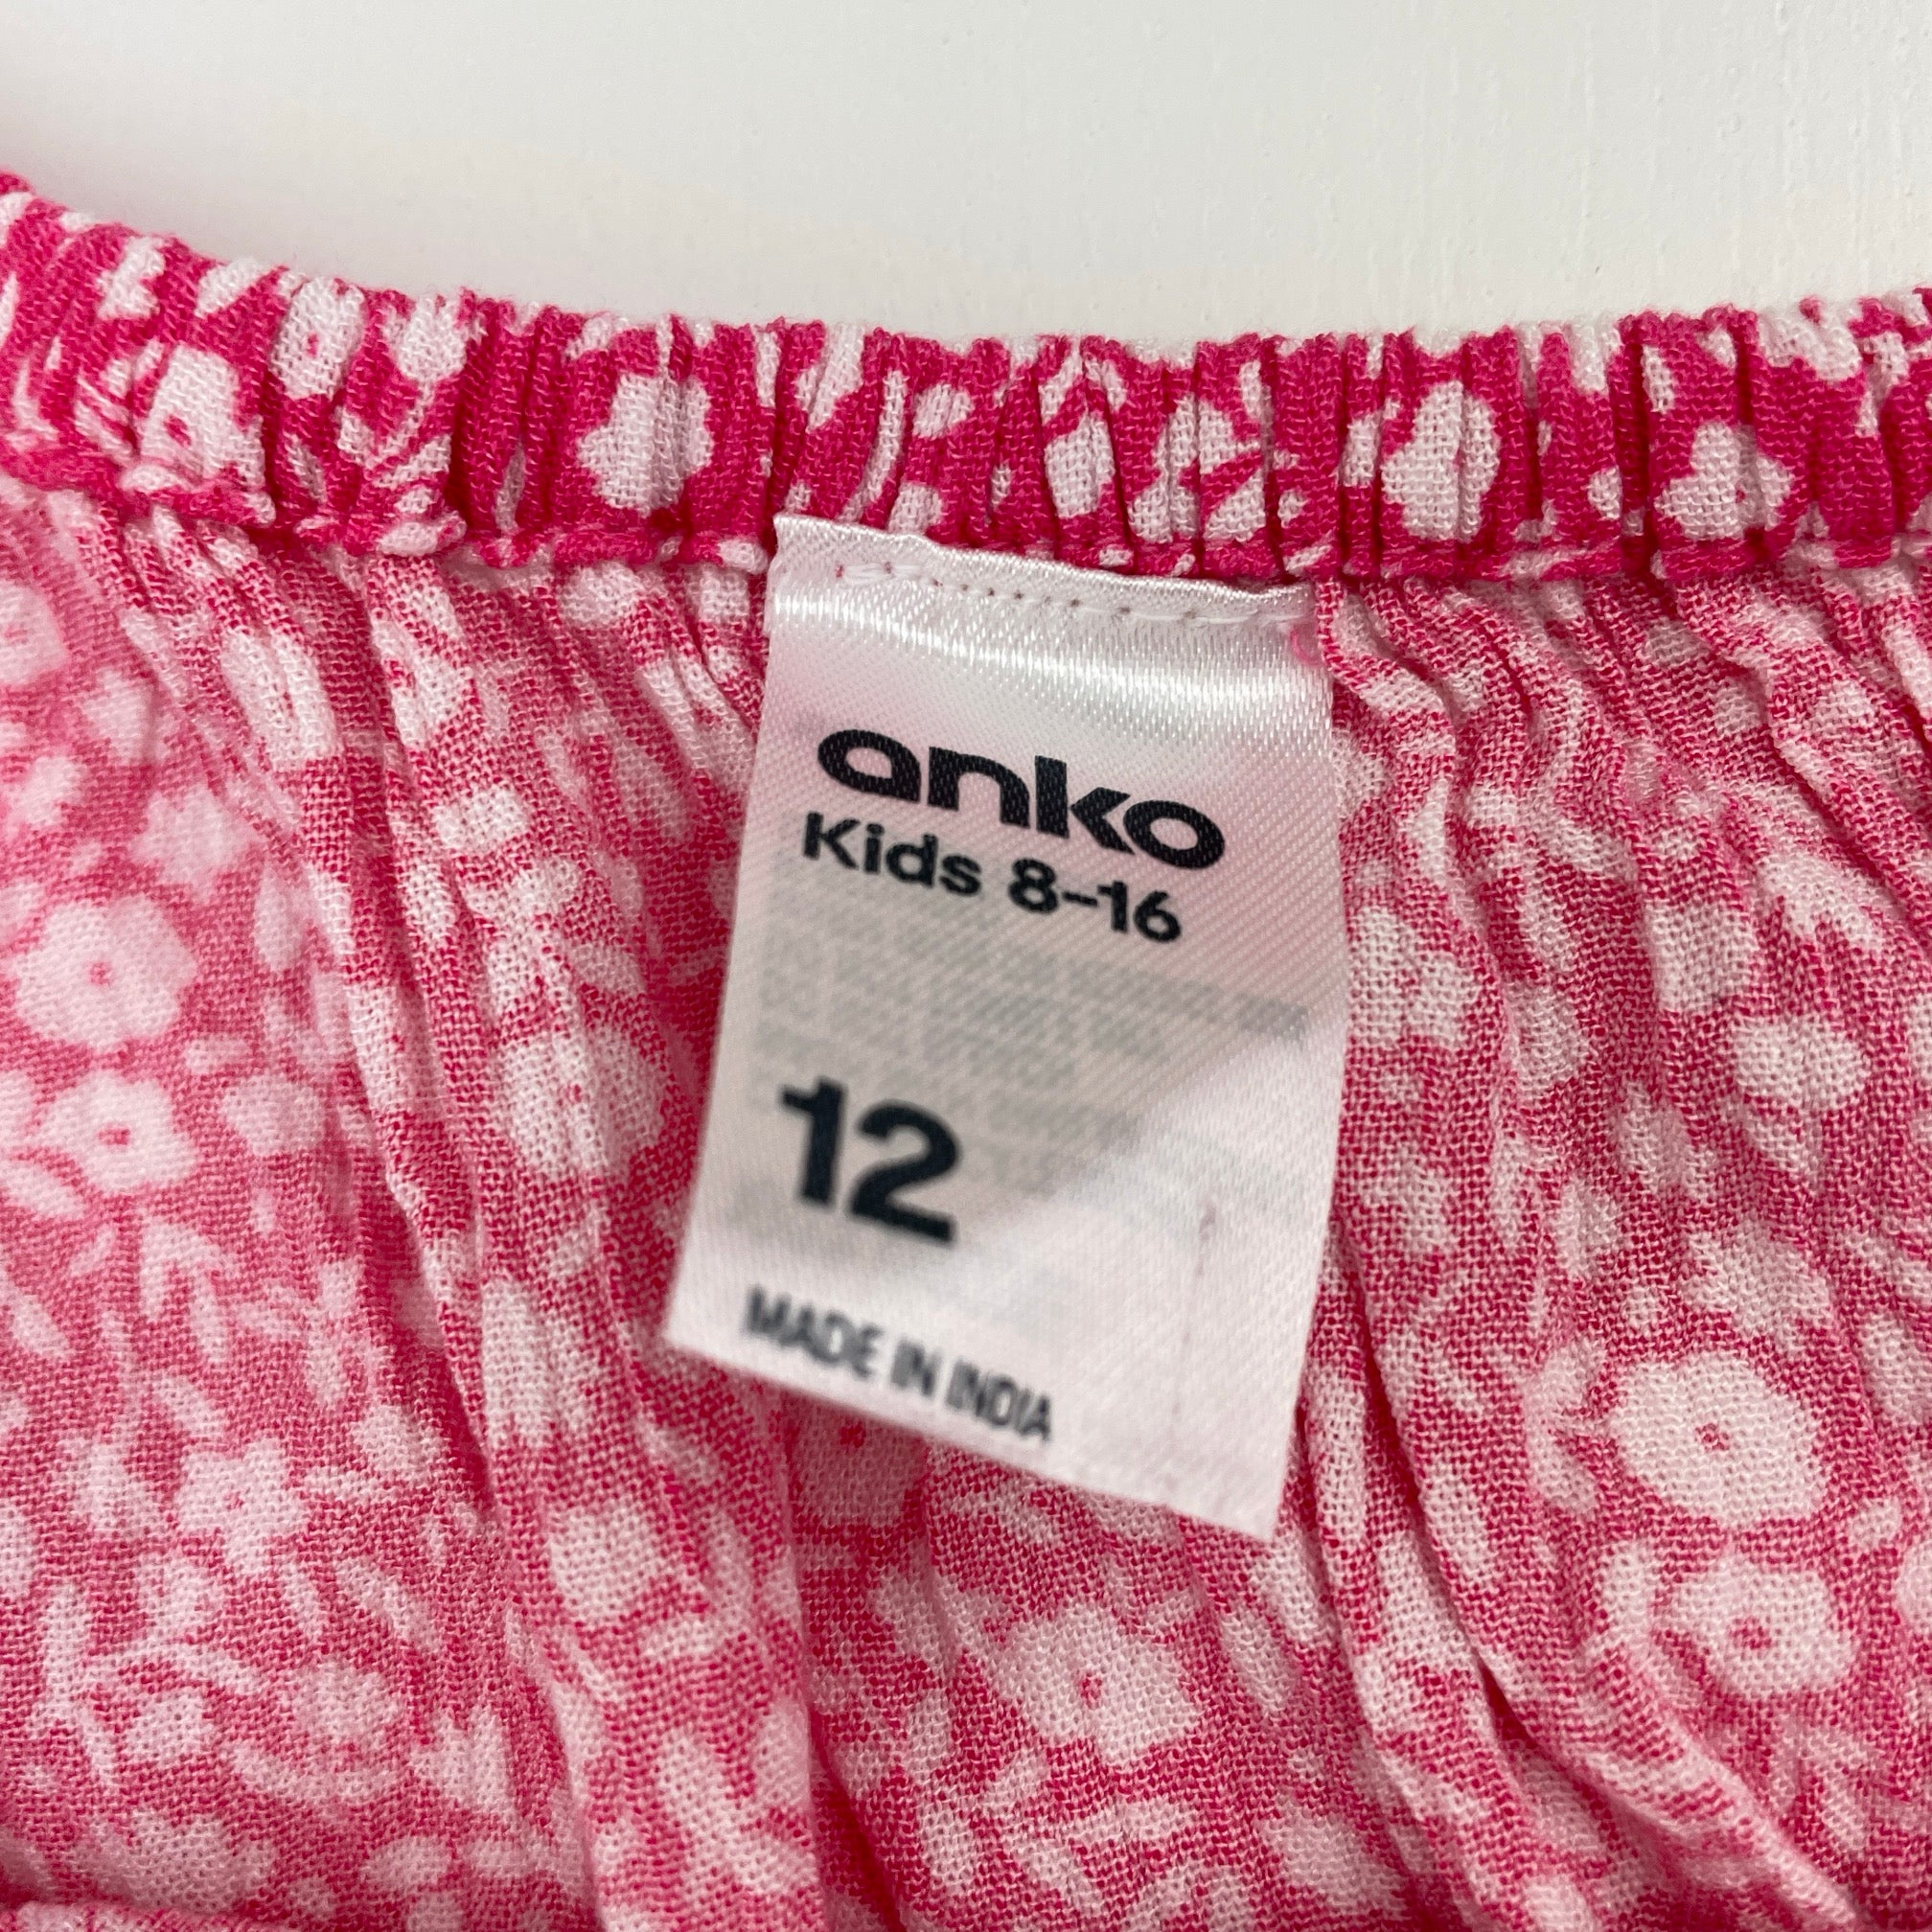 anko
Kids 8-16
12
MADE IN INDIA